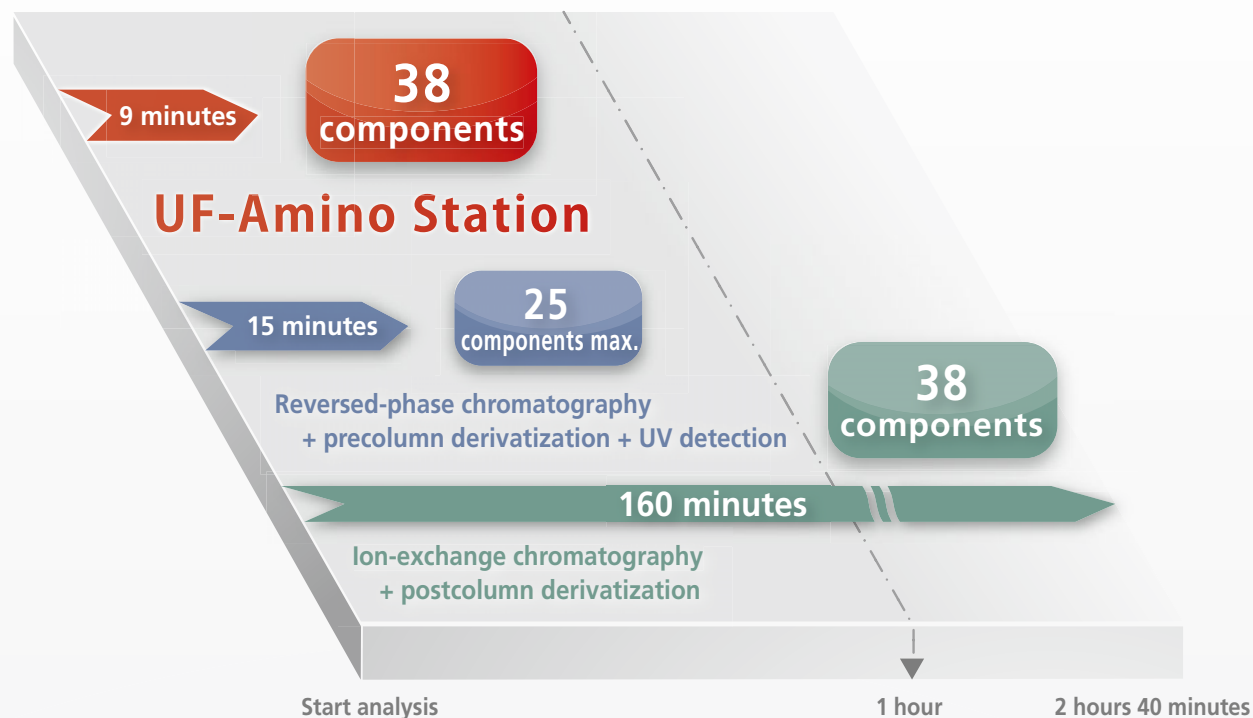 9 minutes
38
components
UF-Amino Station
15 minutes
25
components max.
Reversed-phase chromatography
+ precolumn derivatization + UV detection
38
components
160 minutes
Ion-exchange chromatography
+ postcolumn derivatization
Start analysis
1 hour
2 hours 40 minutes